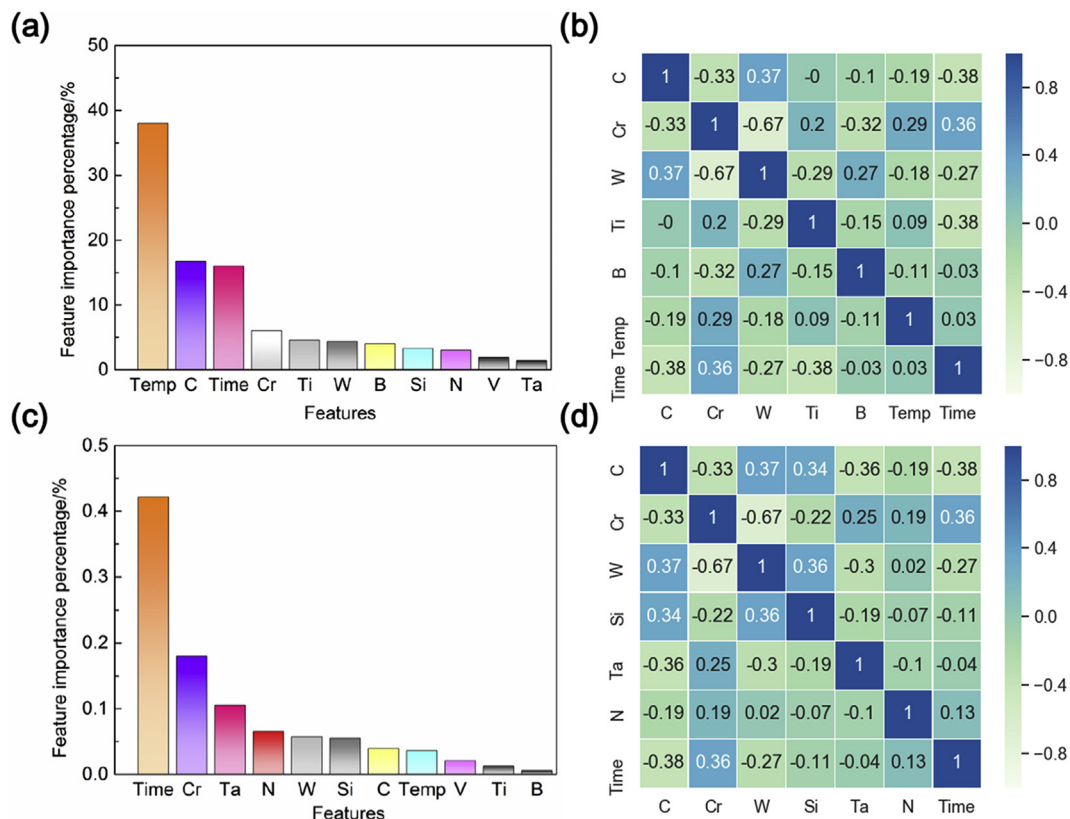 (a)
50
40
30
20
10
0
Feature importance percentage/%
Temp C Time Cr Ti W B Si N V Ta
Features
(b)
C 1 -0.33 0.37 -0 -0.1 -0.19 -0.38
Cr -0.33 1 -0.67 0.2 -0.32 0.29 0.36
W 0.37 -0.67 1 -0.29 0.27 -0.18 -0.27
Ti -0 0.2 -0.29 1 -0.15 0.09 -0.38
B -0.1 -0.32 0.27 -0.15 1 -0.11 -0.03
Temp -0.19 0.29 -0.18 0.09 -0.11 1 0.03
Time -0.38 0.36 -0.27 -0.38 -0.03 0.03 1
C Cr W Ti B Temp Time
0.8
0.4
0.0
−0.4
−0.8
(c)
0.5
0.4
0.3
0.2
0.1
0.0
Feature importance percentage/%
Time Cr Ta N W Si C Temp V Ti B
Features
(d)
C 1 -0.33 0.37 0.34 -0.36 -0.19 -0.38
Cr -0.33 1 -0.67 -0.22 0.25 0.19 0.36
W 0.37 -0.67 1 0.36 -0.3 0.02 -0.27
Si 0.34 -0.22 0.36 1 -0.19 -0.07 -0.11
Ta -0.36 0.25 -0.3 -0.19 1 -0.1 -0.04
N -0.19 0.19 0.02 -0.07 -0.1 1 0.13
Time -0.38 0.36 -0.27 -0.11 -0.04 0.13 1
C Cr W Si Ta N Time
0.8
0.4
0.0
−0.4
−0.8